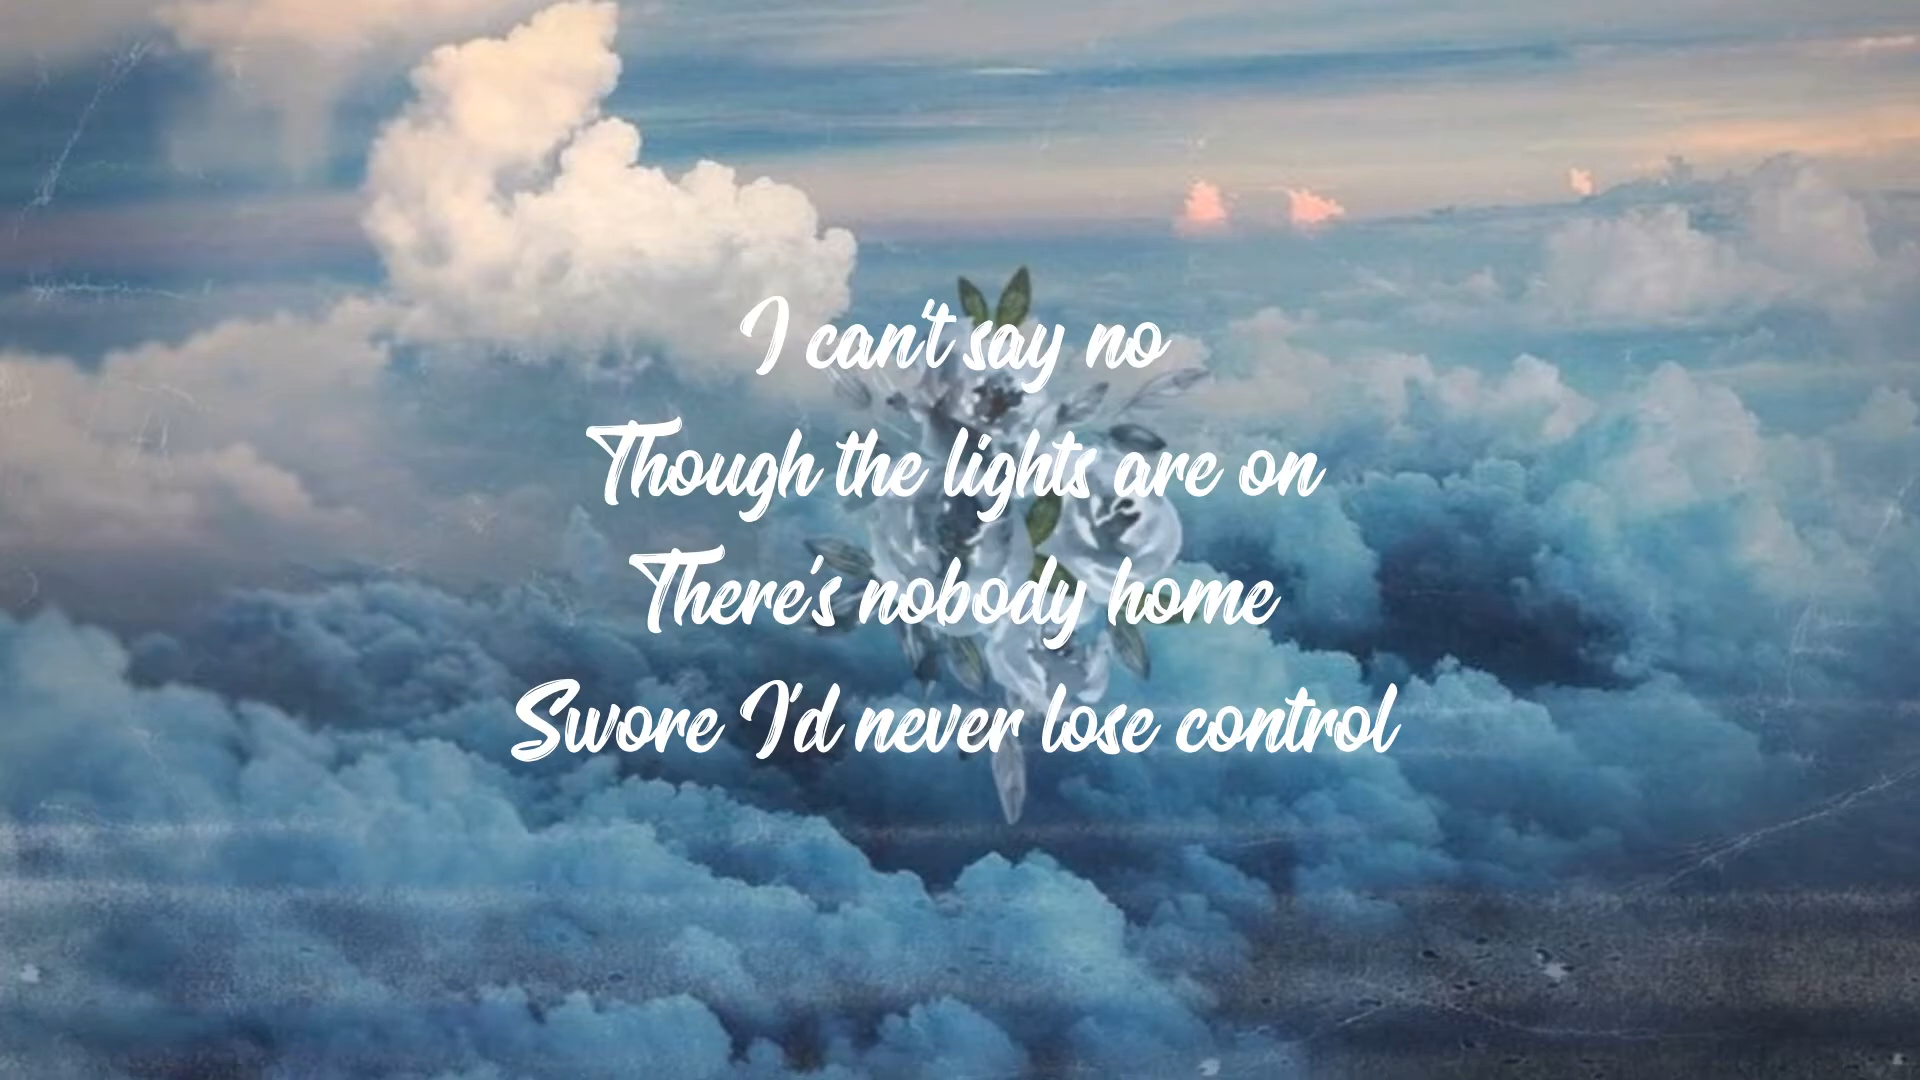 I can't say no
Though the lights are on
There's nobody home
Swore I'd never lose control